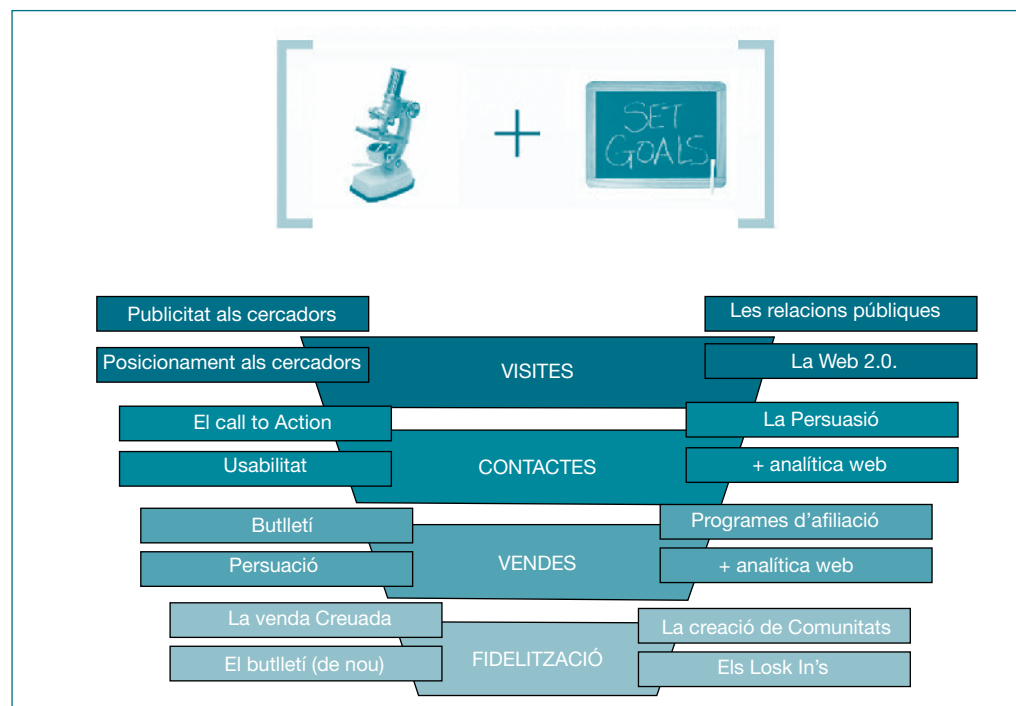 SET
GOALS
Publicitat als cercadors
Les relacions públiques
Posicionament als cercadors
VISITES
La Web 2.0.
El call to Action
La Persuasió
Usabilitat
CONTACTES
+ analítica web
Butlletí
Programes d’afiliació
Persuació
VENDES
+ analítica web
La venda Creuada
La creació de Comunitats
El butlletí (de nou)
FIDELITZACIÓ
Els Losk In’s